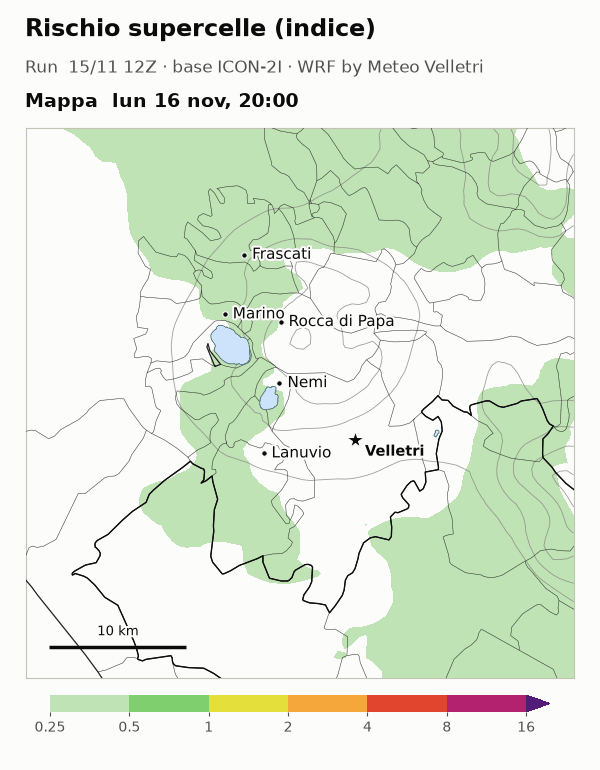 Rischio supercelle (indice)
Run  15/11 12Z · base ICON-2I · WRF by Meteo Velletri
Mappa  lun 16 nov, 20:00
Frascati
Marino
Rocca di Papa
Nemi
Velletri
Lanuvio
10 km
0.25 0.5 1 2 4 8 16